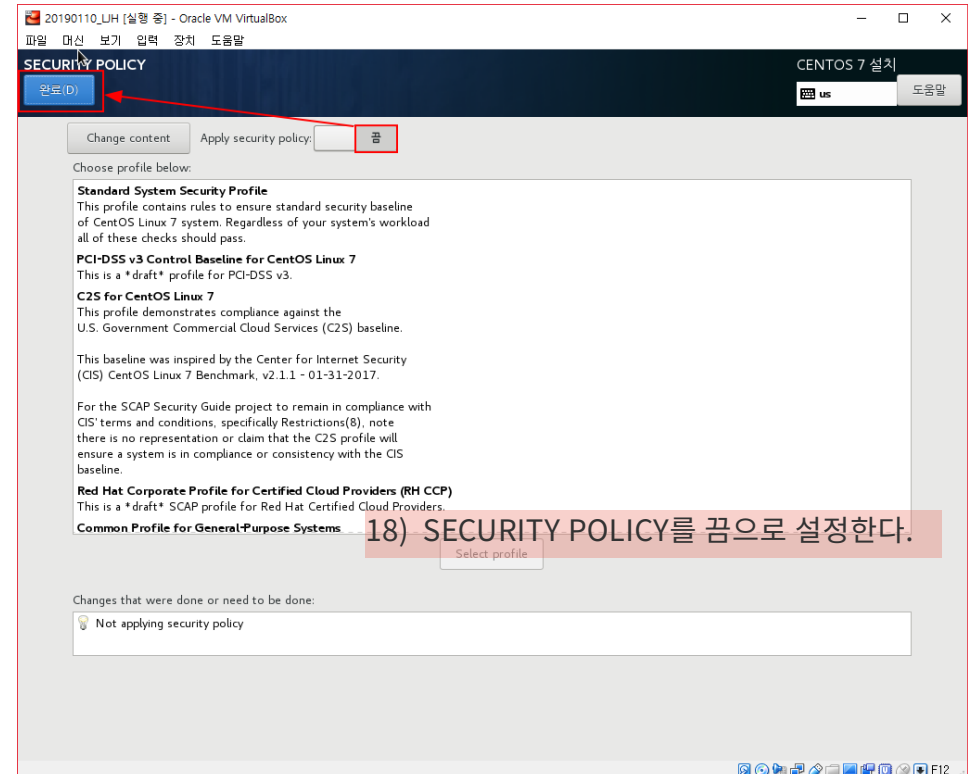 20190110_LJH [실행 중] - Oracle VM VirtualBox
파일 머신 보기 입력 장치 도움말
SECURITY POLICY
CENTOS 7 설치
완료(D)
us
도움말
Change content Apply security policy: 끔
Choose profile below:
Standard System Security Profile
This profile contains rules to ensure standard security baseline
of CentOS Linux 7 system. Regardless of your system's workload
all of these checks should pass.
PCI-DSS v3 Control Baseline for CentOS Linux 7
This is a *draft* profile for PCI-DSS v3.
C2S for CentOS Linux 7
This profile demonstrates compliance against the
U.S. Government Commercial Cloud Services (C2S) baseline.
This baseline was inspired by the Center for Internet Security
(CIS) CentOS Linux 7 Benchmark, v2.1.1 - 01-31-2017.
For the SCAP Security Guide project to remain in compliance with
CIS' terms and conditions, specifically Restrictions(8), note
there is no representation or claim that the C2S profile will
ensure a system is in compliance or consistency with the CIS
baseline.
Red Hat Corporate Profile for Certified Cloud Providers (RH CCP)
This is a *draft* SCAP profile for Red Hat Certified Cloud Providers.
Common Profile for General-Purpose Systems
18) SECURITY POLICY를 끔으로 설정한다.
Select profile
Changes that were done or need to be done:
Not applying security policy
F12